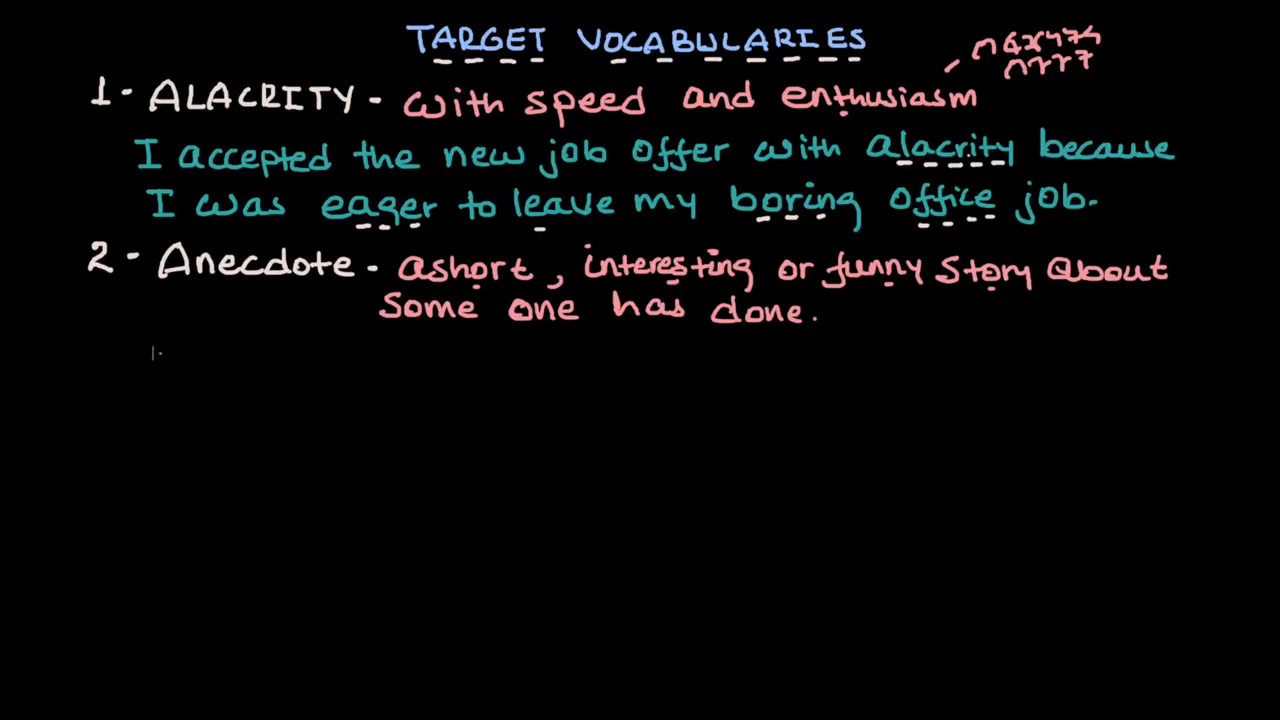 TARGET VOCABULARIES
1- ALACRITY - with speed and enthusiasm
I accepted the new job offer with alacrity because
I was eager to leave my boring office job.
2- Anecdote - ashort, interesting or funny story about
some one has done.